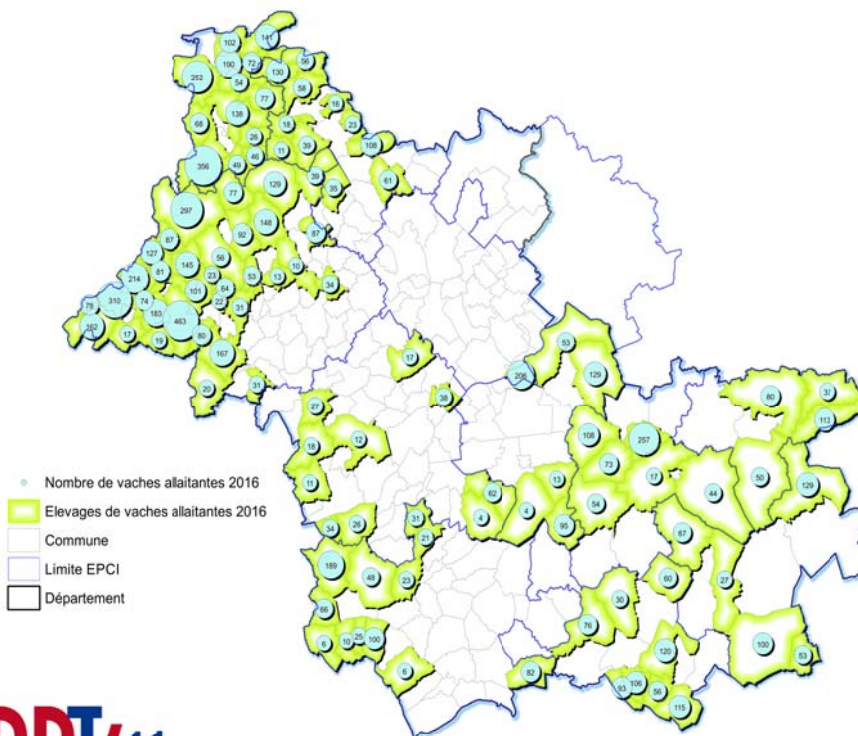 102 141
190 72 56
282 130
54 58
77 16
138
68 18 23
26 108
11 39
46
356 49 61
129 39
77 35
297
148 87
92
87
127 56
145 10
81 23 53 13
214 34
64
101 22
310 74 31
78 183 463
162 17 80
19
167
20 31
17 53
206 129
38
80 37
27 113
12 108 257
18
73
11 13 17 50 129
62 44
54
4 4
34 26 31 95
21 67
189
48 23 60 27
30
66
76
6 10 25 100 120 100
53
6 82
93 106 56
115
Nombre de vaches allaitantes 2016
Elevages de vaches allaitantes 2016
Commune
Limite EPCI
Département